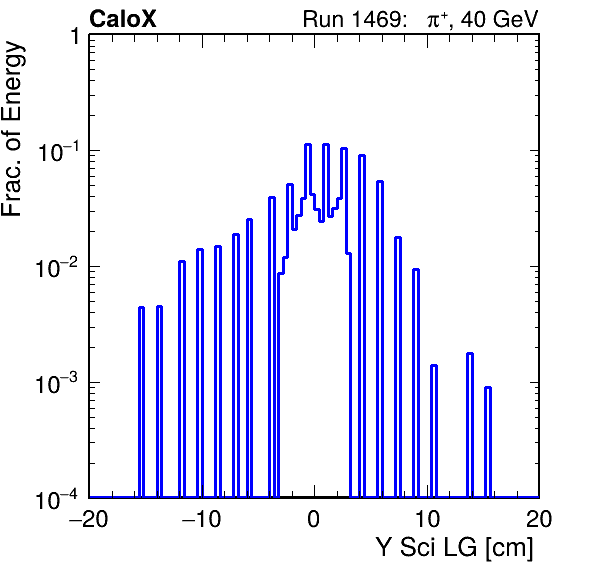 CaloX Run 1469: π⁺, 40 GeV
Frac. of Energy
1
10⁻¹
10⁻²
10⁻³
10⁻⁴
−20 −10 0 10 20
Y Sci LG [cm]